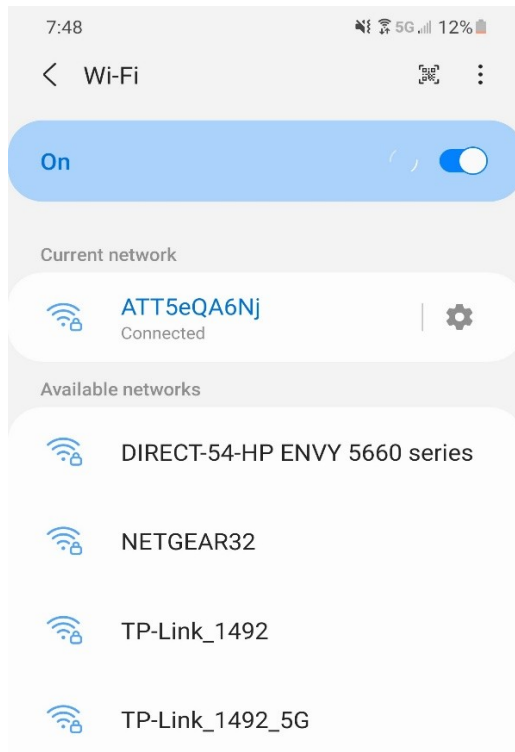 7:48 5G 12%
Wi-Fi
On
Current network
ATT5eQA6Nj
Connected
Available networks
DIRECT-54-HP ENVY 5660 series
NETGEAR32
TP-Link_1492
TP-Link_1492_5G